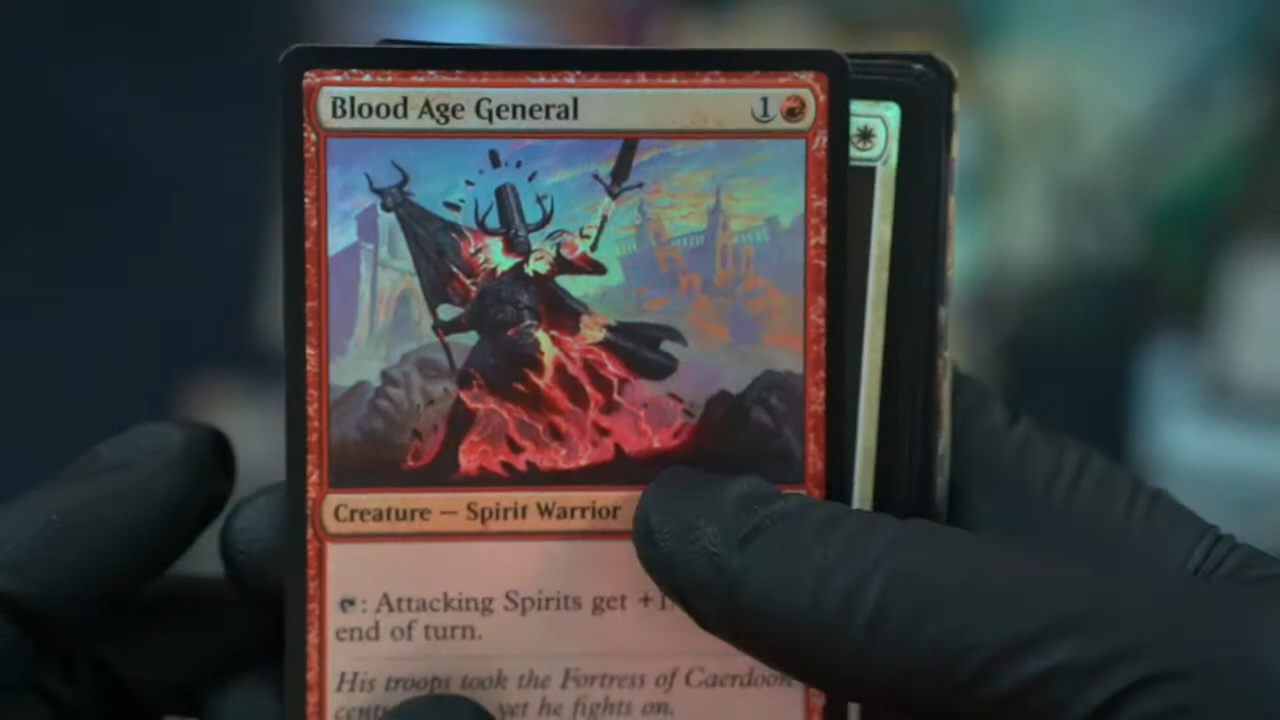 Blood Age General 1
Creature — Spirit Warrior
: Attacking Spirits get
end of turn.
His troops took the Fortress of Caerdoon
yet he fights on.